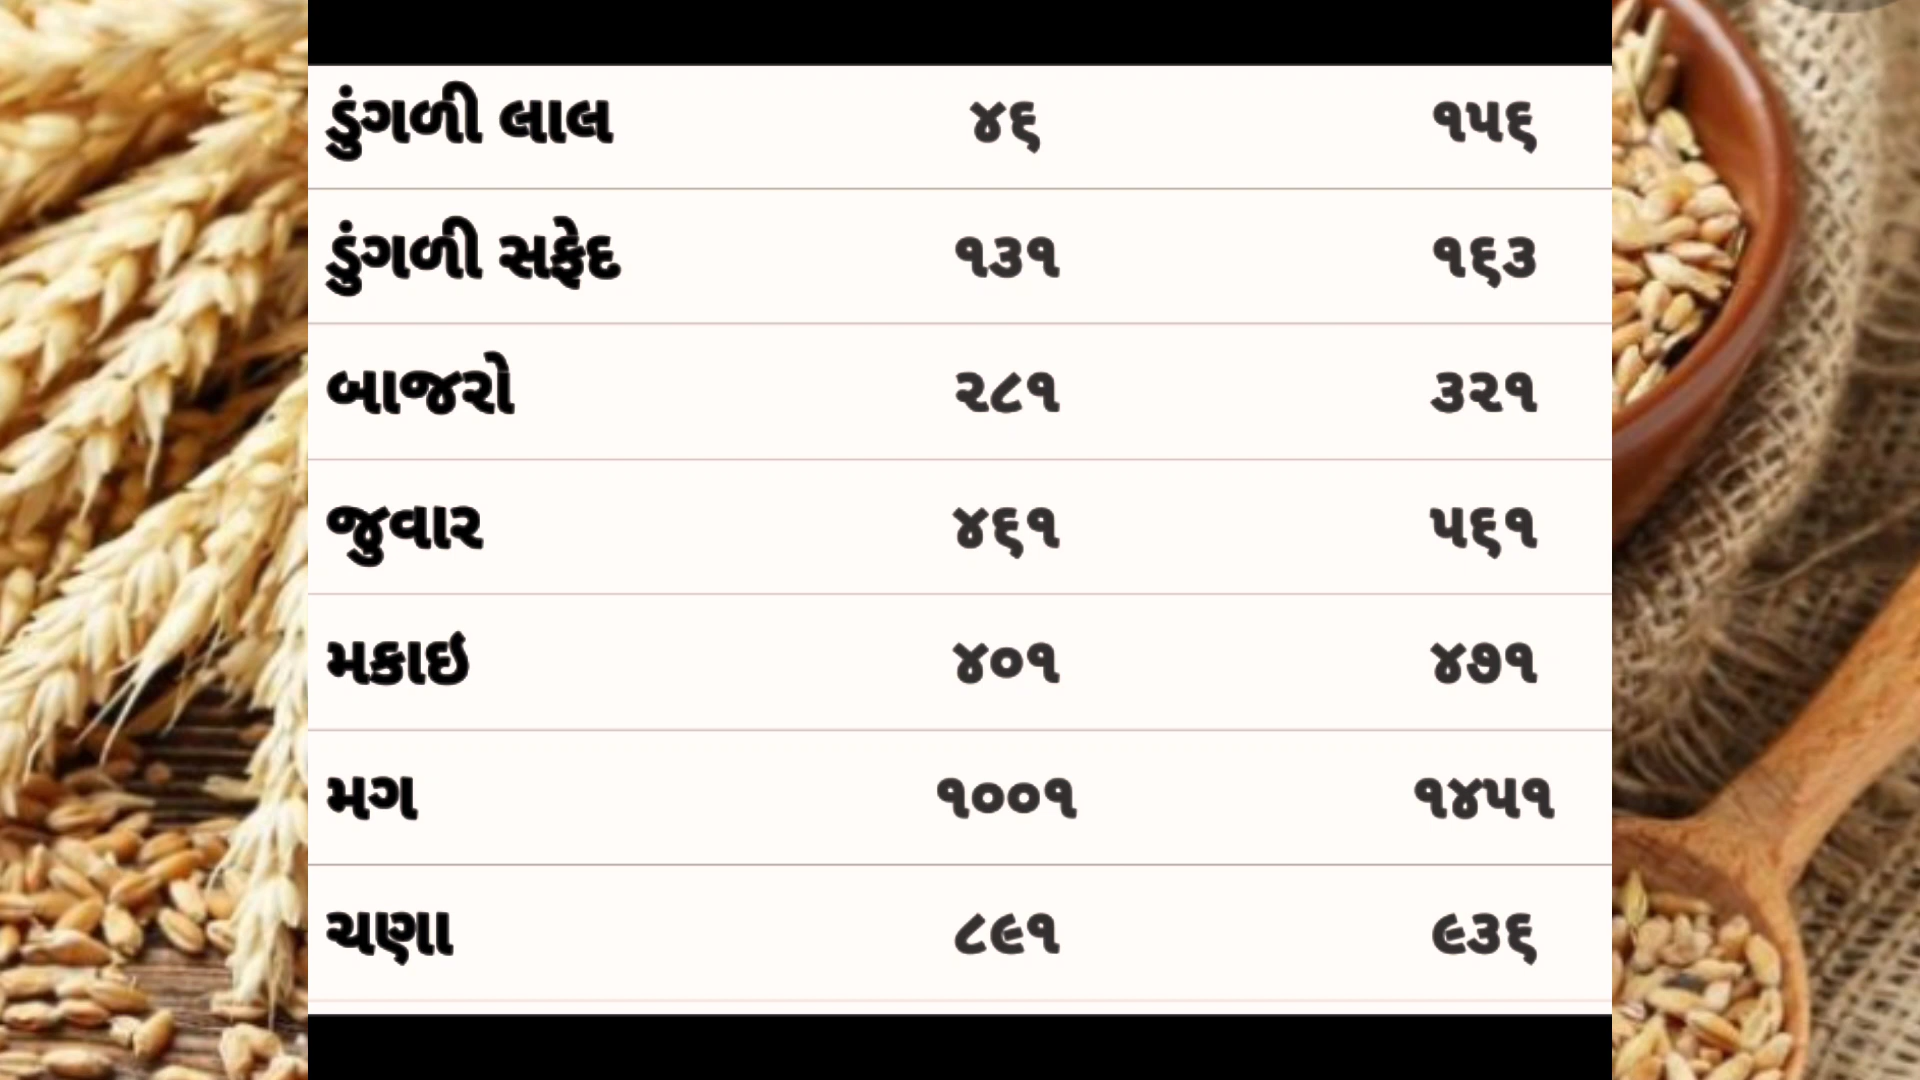 ડુંગળી લાલ ૪૬ ૧૫૬
ડુંગળી સફેદ ૧૩૧ ૧૬૩
બાજરો ૨૮૧ ૩૨૧
જુવાર ૪૬૧ ૫૬૧
મકાઇ ૪૦૧ ૪૭૧
મગ ૧૦૦૧ ૧૪૫૧
ચણા ૮૯૧ ૯૩૬